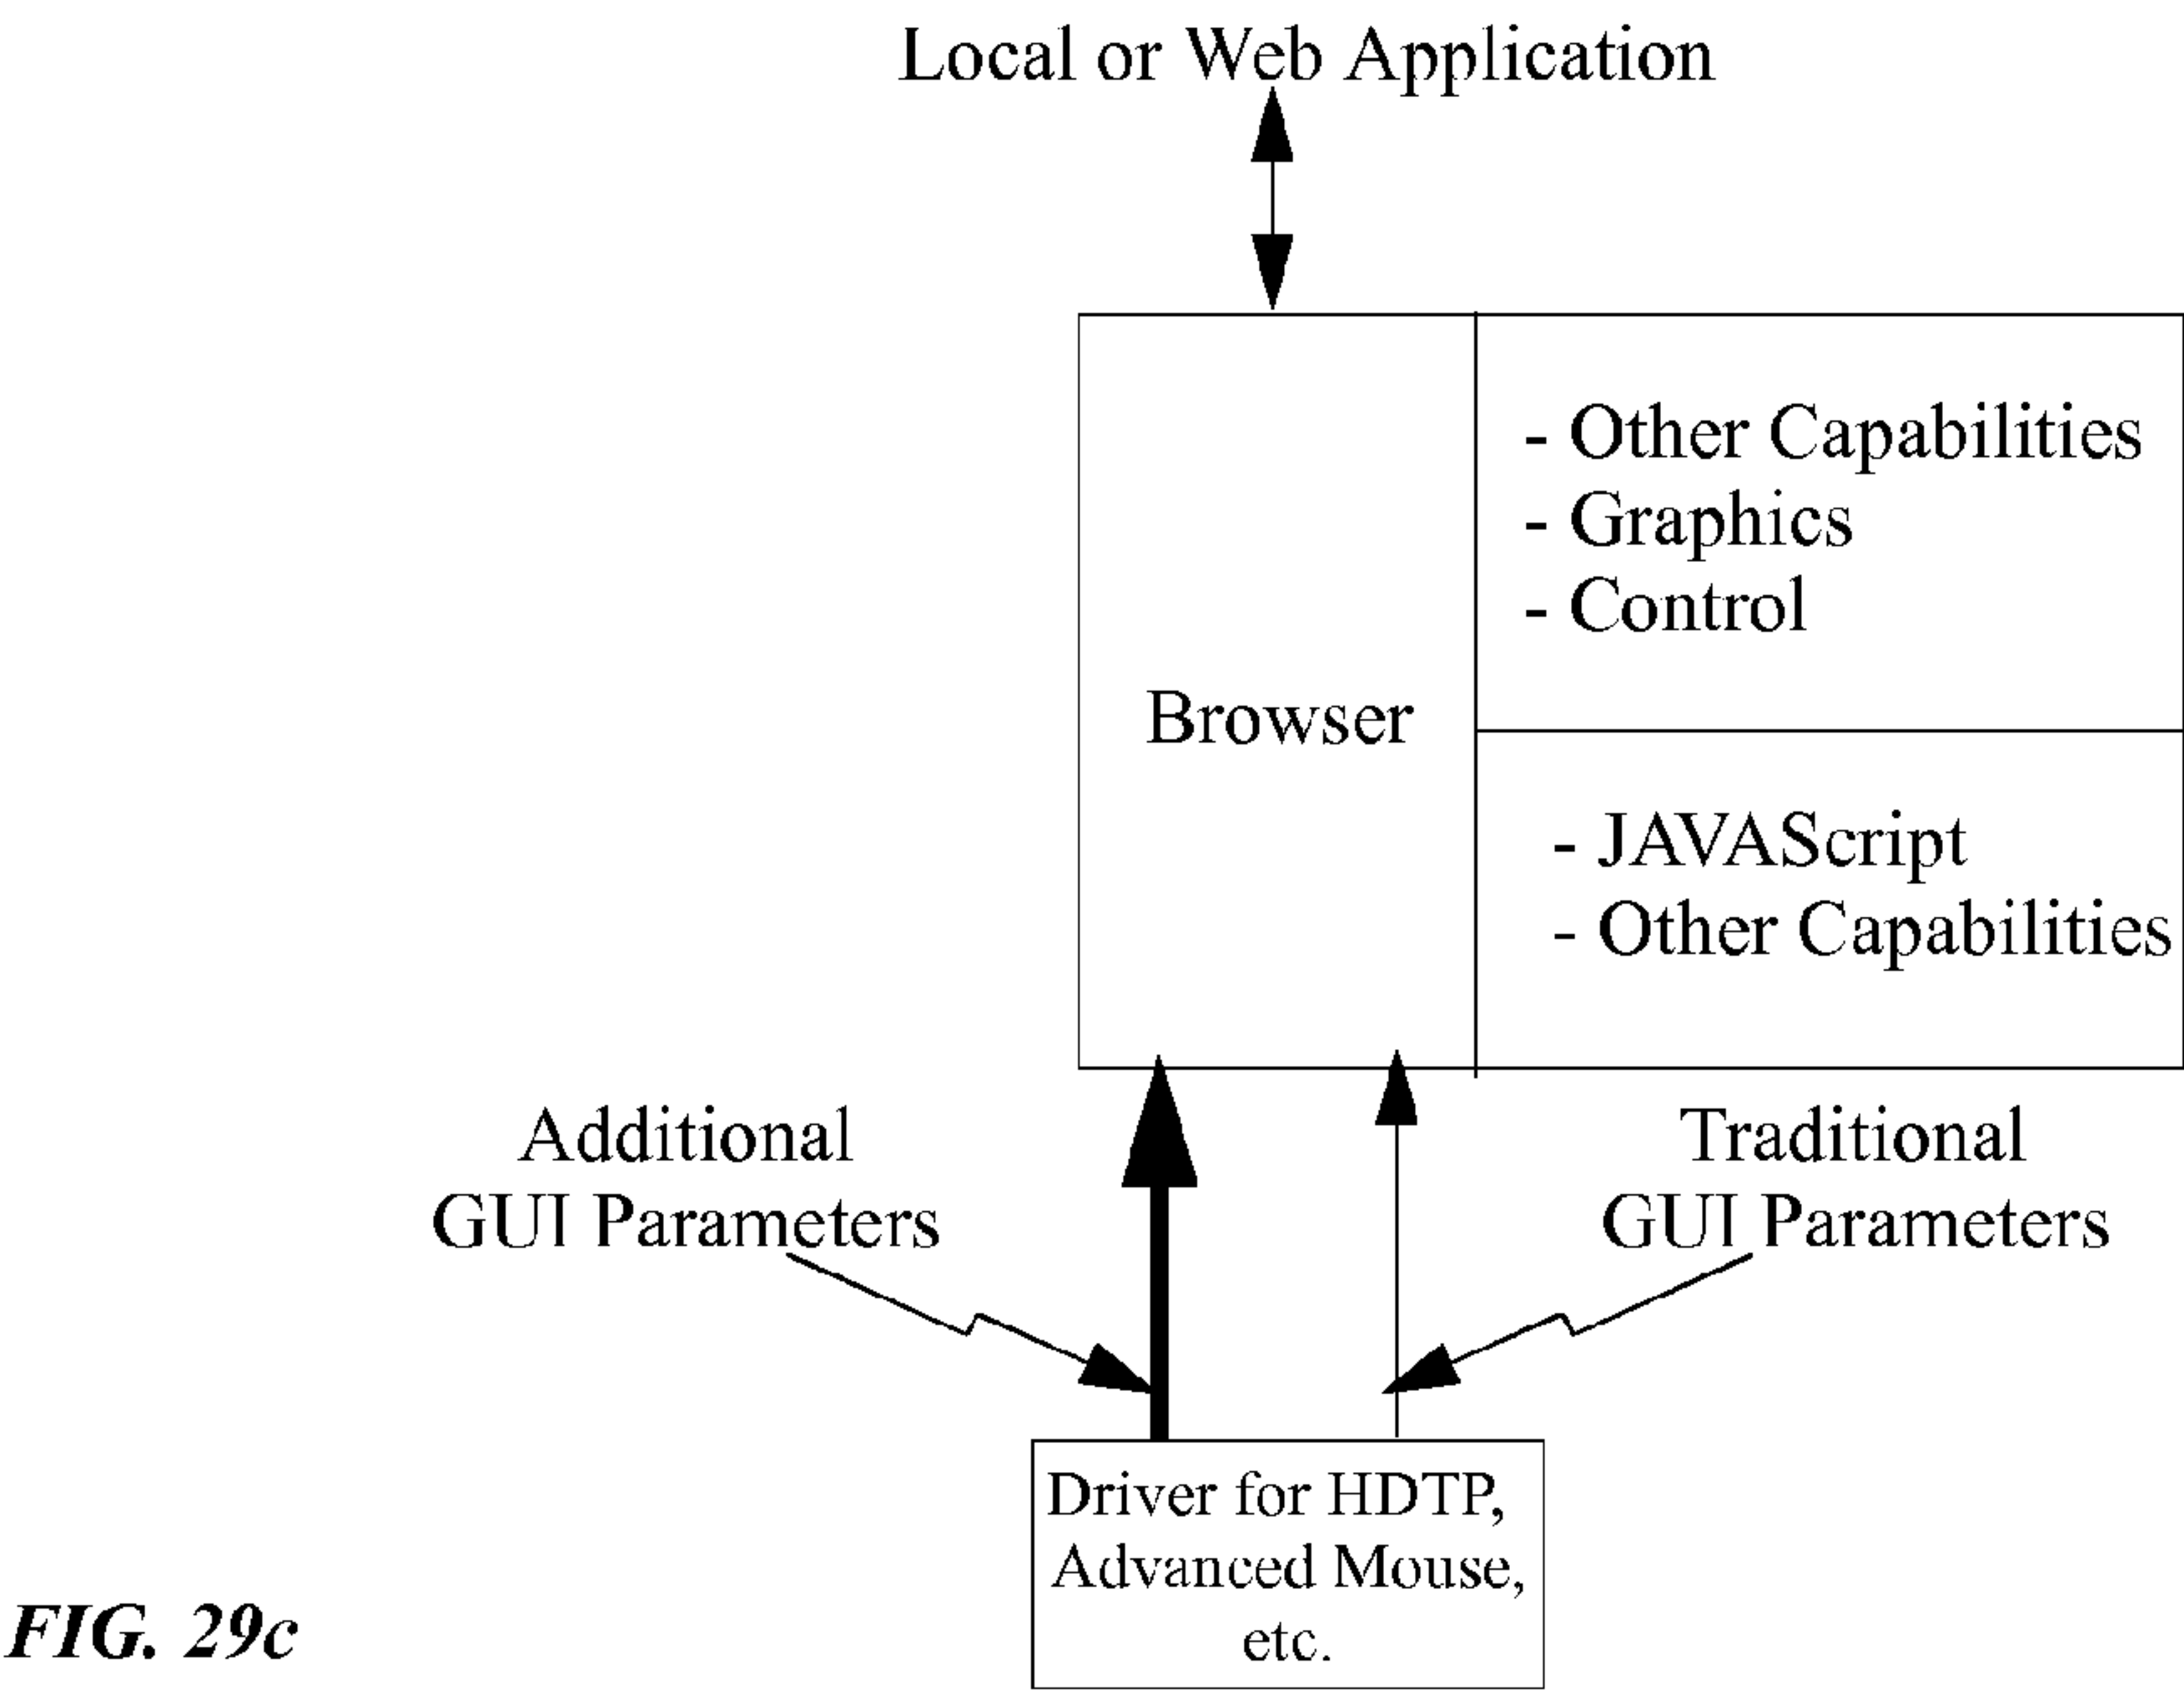 Local or Web Application
Browser
- Other Capabilities
- Graphics
- Control
- JAVAScript
- Other Capabilities
Additional
GUI Parameters
Traditional
GUI Parameters
Driver for HDTP,
Advanced Mouse,
etc.
FIG. 29c